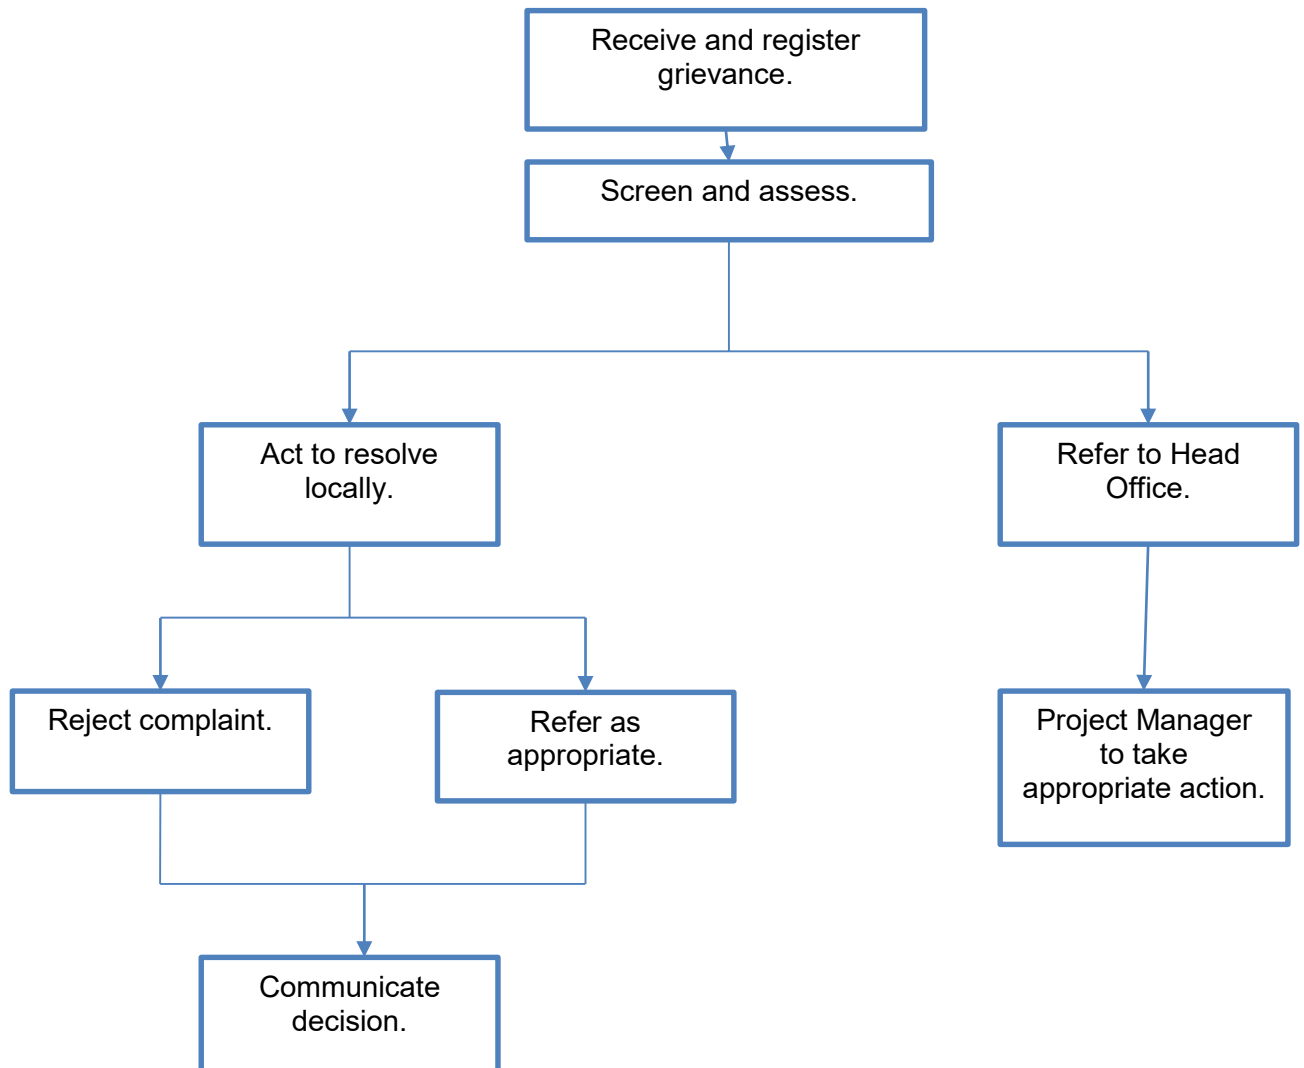 Receive and register
grievance.
Screen and assess.
Act to resolve
locally.
Refer to Head
Office.
Reject complaint.
Refer as
appropriate.
Project Manager
to take
appropriate action.
Communicate
decision.